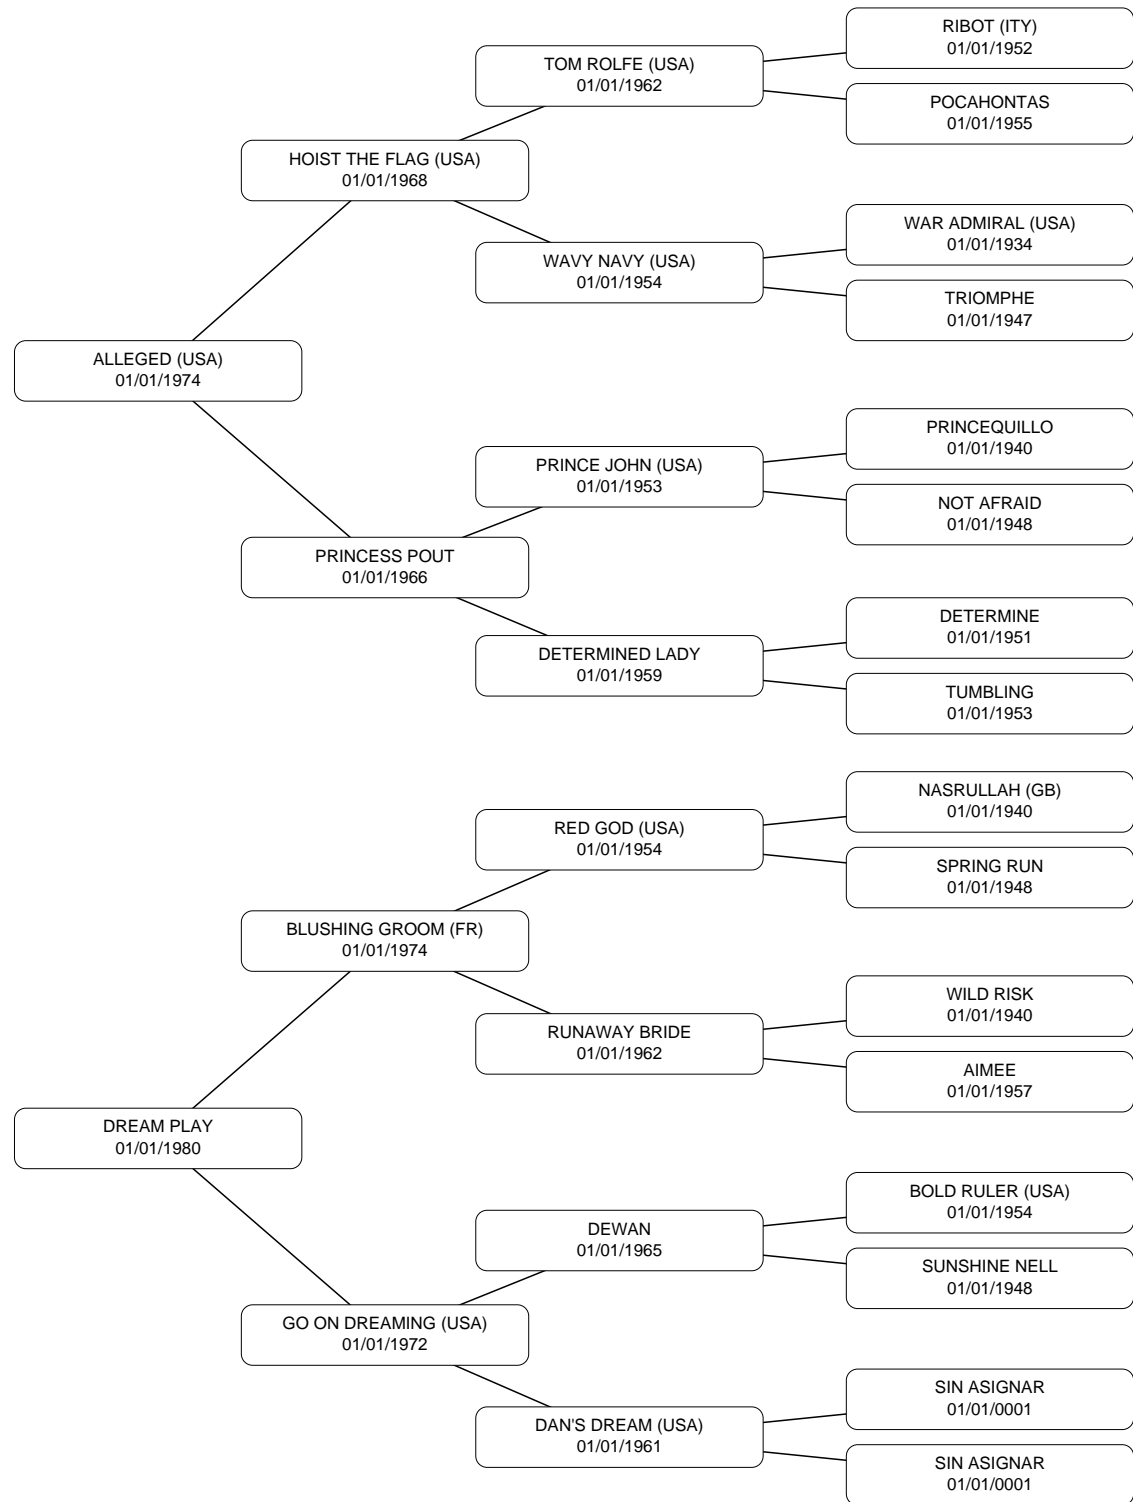 RIBOT (ITY)
01/01/1952
TOM ROLFE (USA)
01/01/1962
POCAHONTAS
01/01/1955
HOIST THE FLAG (USA)
01/01/1968
WAR ADMIRAL (USA)
01/01/1934
WAVY NAVY (USA)
01/01/1954
TRIOMPHE
01/01/1947
ALLEGED (USA)
01/01/1974
PRINCEQUILLO
01/01/1940
PRINCE JOHN (USA)
01/01/1953
NOT AFRAID
01/01/1948
PRINCESS POUT
01/01/1966
DETERMINE
01/01/1951
DETERMINED LADY
01/01/1959
TUMBLING
01/01/1953
NASRULLAH (GB)
01/01/1940
RED GOD (USA)
01/01/1954
SPRING RUN
01/01/1948
BLUSHING GROOM (FR)
01/01/1974
WILD RISK
01/01/1940
RUNAWAY BRIDE
01/01/1962
AIMEE
01/01/1957
DREAM PLAY
01/01/1980
BOLD RULER (USA)
01/01/1954
DEWAN
01/01/1965
SUNSHINE NELL
01/01/1948
GO ON DREAMING (USA)
01/01/1972
SIN ASIGNAR
01/01/0001
DAN'S DREAM (USA)
01/01/1961
SIN ASIGNAR
01/01/0001